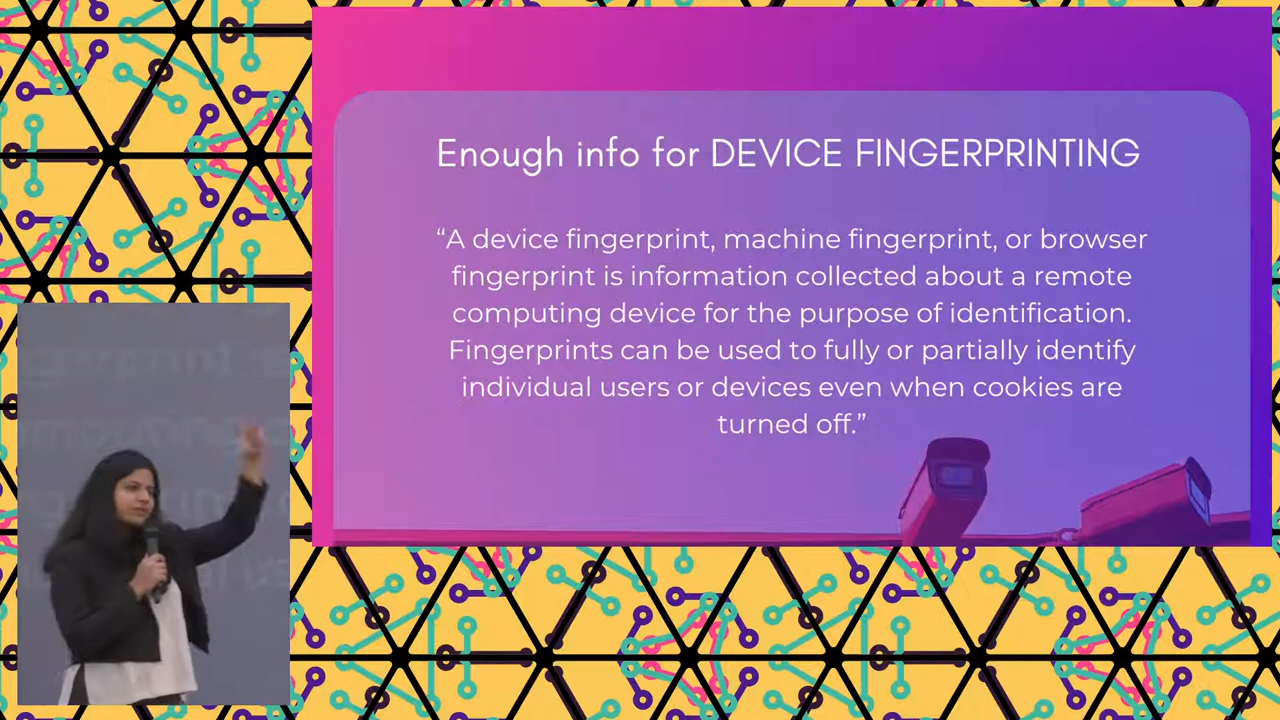 Enough info for DEVICE FINGERPRINTING
“A device fingerprint, machine fingerprint, or browser
fingerprint is information collected about a remote
computing device for the purpose of identification.
Fingerprints can be used to fully or partially identify
individual users or devices even when cookies are
turned off.”